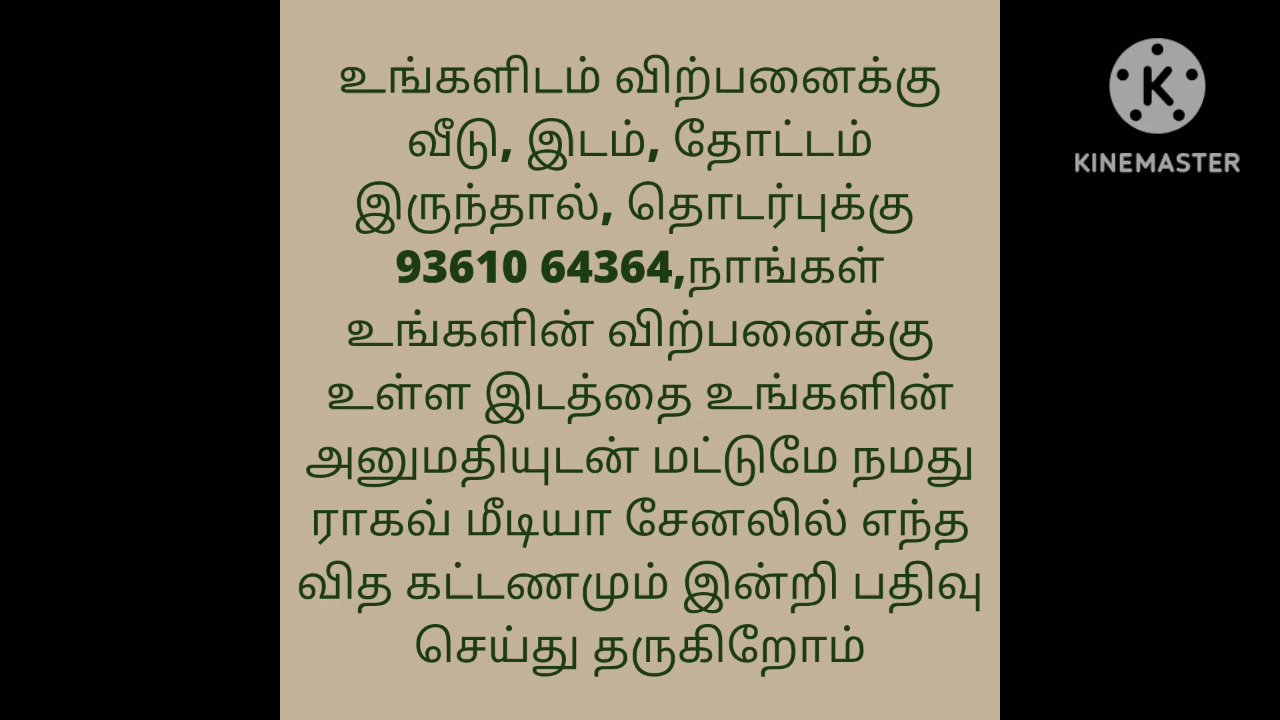 உங்களிடம் விற்பனைக்கு
வீடு, இடம், தோட்டம்
இருந்தால், தொடர்புக்கு
93610 64364,நாங்கள்
உங்களின் விற்பனைக்கு
உள்ள இடத்தை உங்களின்
அனுமதியுடன் மட்டுமே நமது
ராகவ் மீடியா சேனலில் எந்த
வித கட்டணமும் இன்றி பதிவு
செய்து தருகிறோம்
K
KINEMASTER